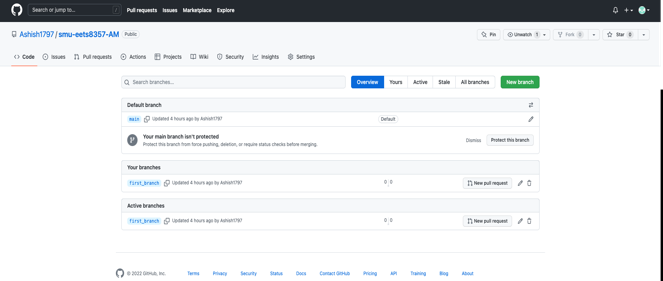 Search or jump to... /
Pull requests Issues Marketplace Explore
Ashish1797 / smu-eets8357-AM Public
Pin Unwatch 1 Fork 0 Star 0
Code Issues Pull requests Actions Projects Wiki Security Insights Settings
Search branches...
Overview Yours Active Stale All branches New branch
Default branch
main Updated 4 hours ago by Ashish1797 Default
Your main branch isn't protected
Protect this branch from force pushing, deletion, or require status checks before merging.
Dismiss Protect this branch
Your branches
first_branch Updated 4 hours ago by Ashish1797 0 | 0 New pull request
Active branches
first_branch Updated 4 hours ago by Ashish1797 0 | 0 New pull request
© 2022 GitHub, Inc. Terms Privacy Security Status Docs Contact GitHub Pricing API Training Blog About